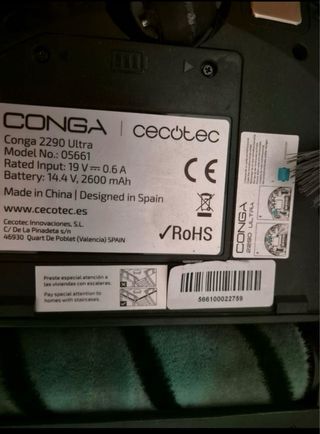 CONGA cecotec
Conga 2290 Ultra
Model No.: 05661
Rated Input: 19 V⎓0.6 A
Battery: 14.4 V, 2600 mAh
Made in China | Designed in Spain
www.cecotec.es
Cecotec Innovaciones, S.L.
C/ De La Pinadeta s/n
46930 Quart De Poblet (Valencia) SPAIN
CE
✓RoHS
CONGA
2290 ULTRA
Preste especial atención a
las viviendas con escaleras.
Pay special attention to
homes with staircases.
566100022759